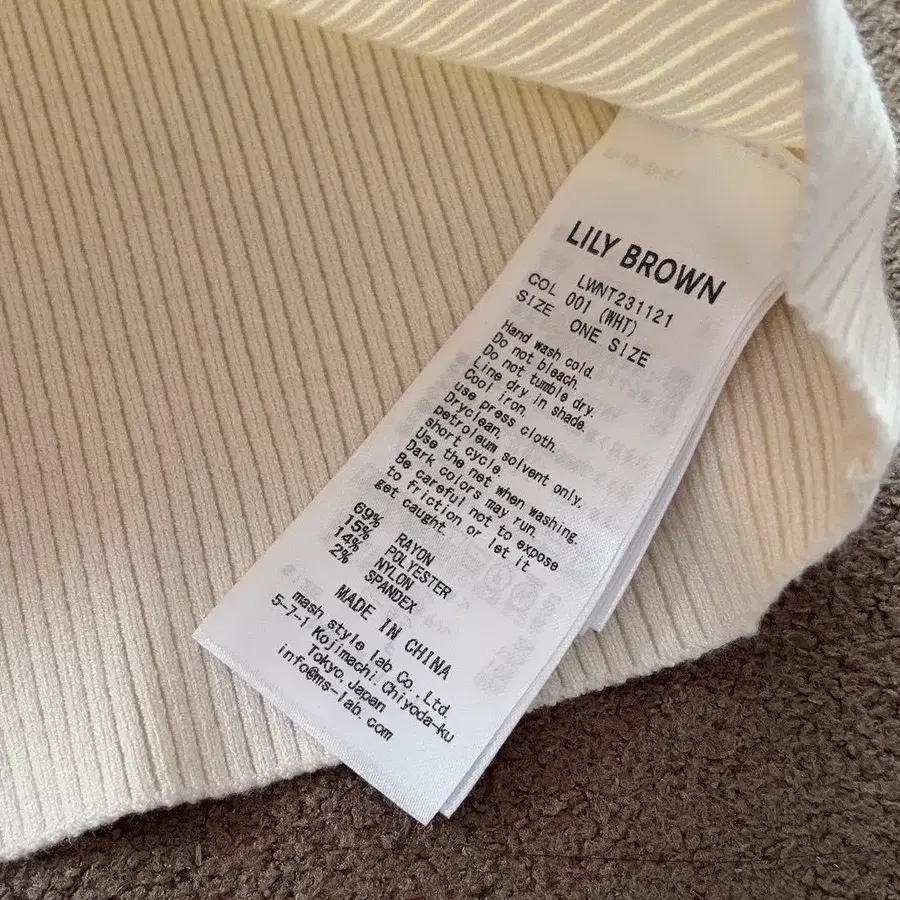 LILY BROWN
LWNT231121
COL 001 (WHT)
SIZE ONE SIZE
Hand wash cold.
Do not bleach.
Do not tumble dry.
Line dry in shade.
Cool iron.
use press cloth.
Dryclean.
petroleum solvent only.
short cycle.
Use the net when washing.
Dark colors may run.
Be careful not to expose
to friction or let it
get caught.
69% RAYON
15% POLYESTER
14% NYLON
2% SPANDEX
MADE IN CHINA
mash style lab Co.,Ltd.
5-7-1 Kojimachi.Chiyoda-ku
Tokyo.Japan
info@ms-lab.com